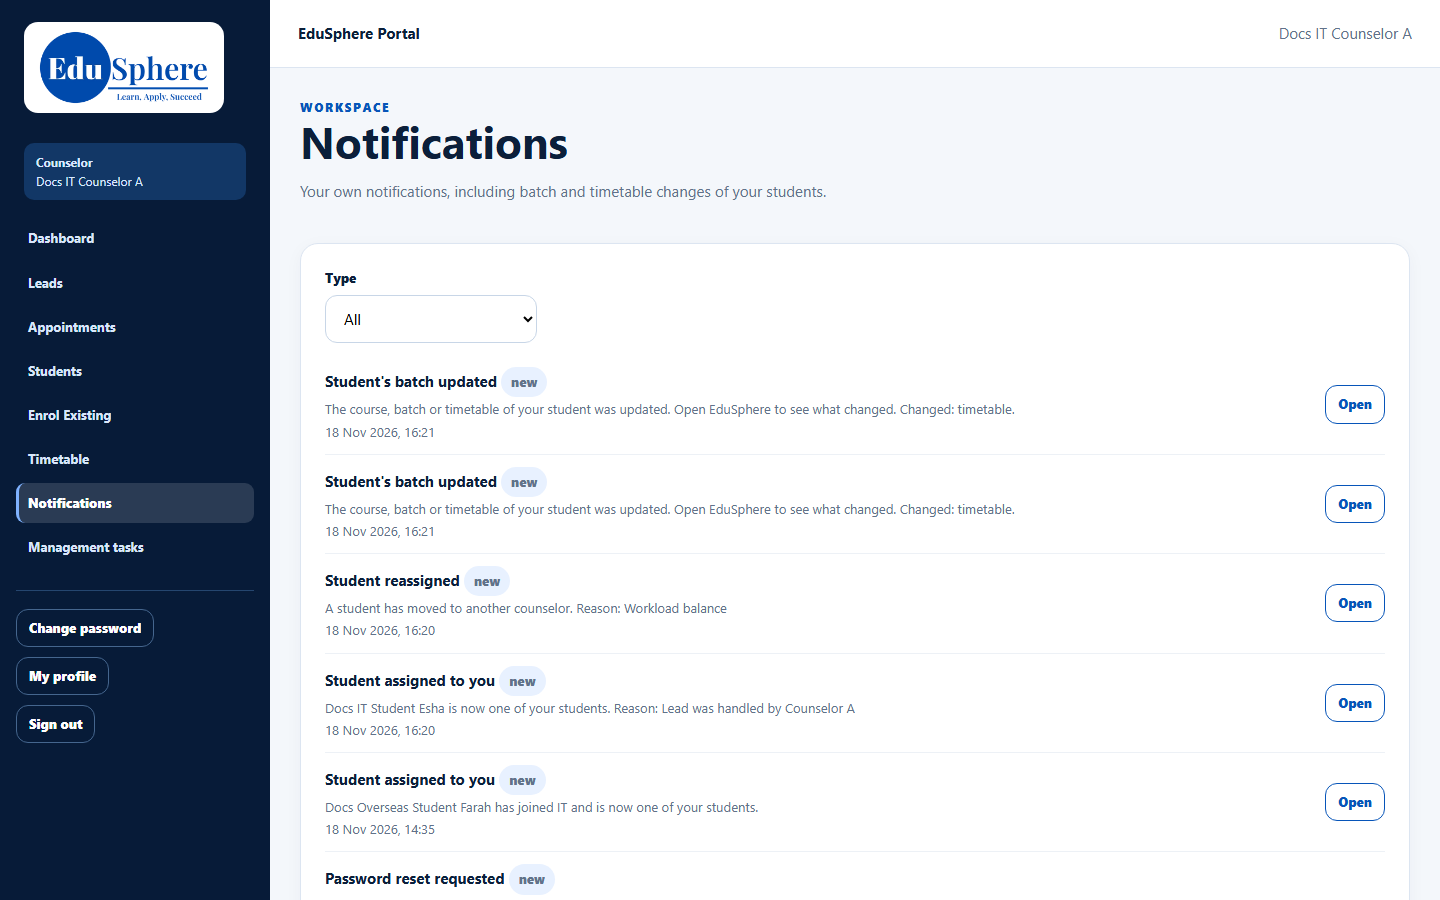 EduSphere
Learn. Apply, Succeed
Counselor
Docs IT Counselor A
Dashboard
Leads
Appointments
Students
Enrol Existing
Timetable
Notifications
Management tasks
Change password
My profile
Sign out
EduSphere Portal
Docs IT Counselor A
WORKSPACE
Notifications
Your own notifications, including batch and timetable changes of your students.
Type
All
Student's batch updated new
The course, batch or timetable of your student was updated. Open EduSphere to see what changed. Changed: timetable.
18 Nov 2026, 16:21
Open
Student's batch updated new
The course, batch or timetable of your student was updated. Open EduSphere to see what changed. Changed: timetable.
18 Nov 2026, 16:21
Open
Student reassigned new
A student has moved to another counselor. Reason: Workload balance
18 Nov 2026, 16:20
Open
Student assigned to you new
Docs IT Student Esha is now one of your students. Reason: Lead was handled by Counselor A
18 Nov 2026, 16:20
Open
Student assigned to you new
Docs Overseas Student Farah has joined IT and is now one of your students.
18 Nov 2026, 14:35
Open
Password reset requested new